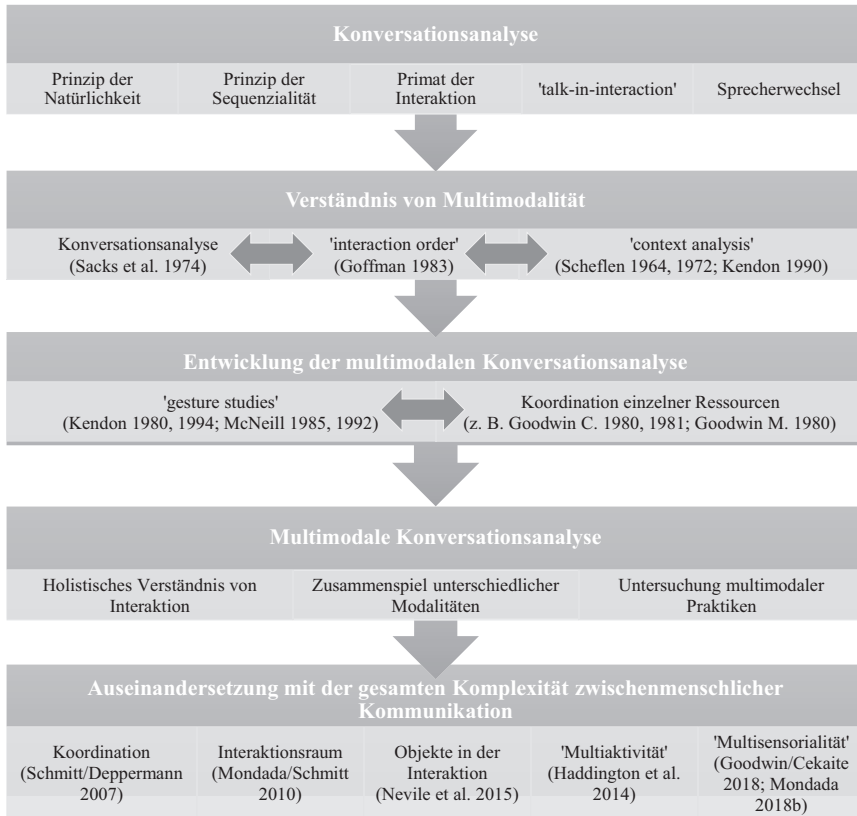 Konversationsanalyse
Prinzip der
Natürlichkeit
Prinzip der
Sequenzialität
Primat der
Interaktion
'talk-in-interaction'
Sprecherwechsel
Verständnis von Multimodalität
Konversationsanalyse
(Sacks et al. 1974)
'interaction order'
(Goffman 1983)
'context analysis'
(Scheflen 1964, 1972; Kendon 1990)
Entwicklung der multimodalen Konversationsanalyse
'gesture studies'
(Kendon 1980, 1994; McNeill 1985, 1992)
Koordination einzelner Ressourcen
(z. B. Goodwin C. 1980, 1981; Goodwin M. 1980)
Multimodale Konversationsanalyse
Holistisches Verständnis von
Interaktion
Zusammenspiel unterschiedlicher
Modalitäten
Untersuchung multimodaler
Praktiken
Auseinandersetzung mit der gesamten Komplexität zwischenmenschlicher
Kommunikation
Koordination
(Schmitt/Deppermann
2007)
Interaktionsraum
(Mondada/Schmitt
2010)
Objekte in der
Interaktion
(Nevile et al. 2015)
'Multiaktivität'
(Haddington et al.
2014)
'Multisensorialität'
(Goodwin/Cekaite
2018; Mondada
2018b)